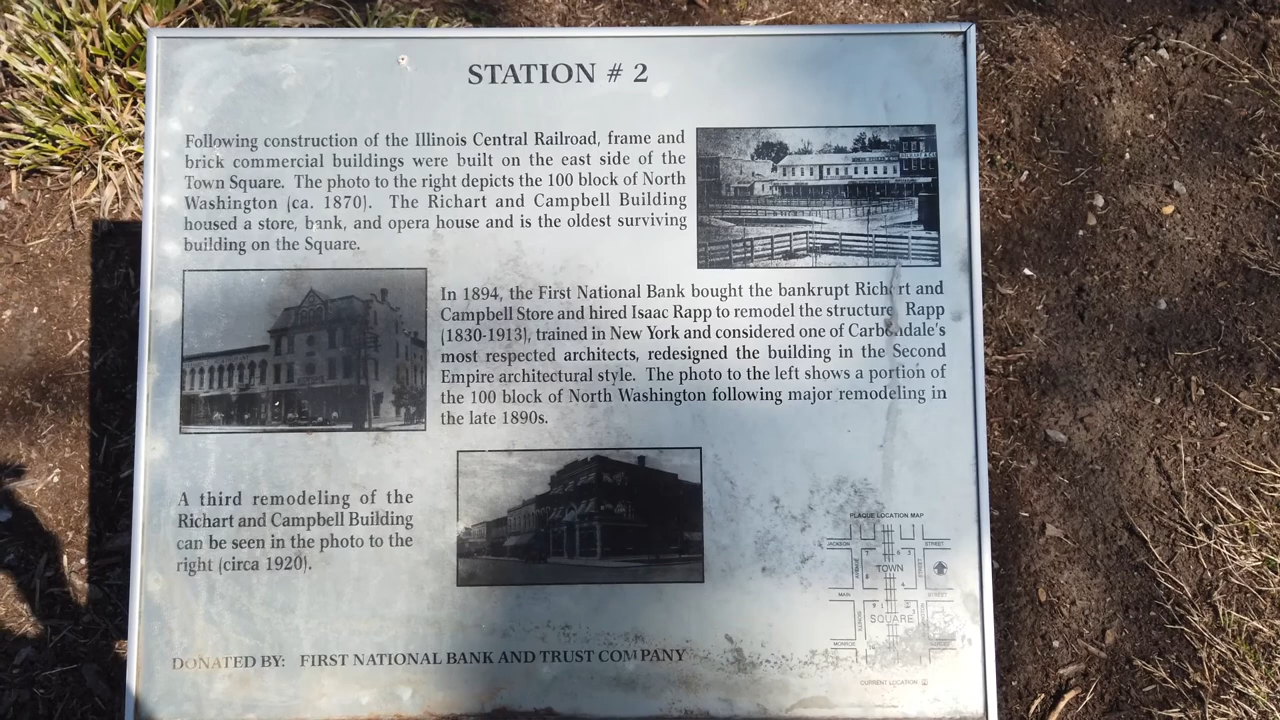 STATION # 2
Following construction of the Illinois Central Railroad, frame and
brick commercial buildings were built on the east side of the
Town Square. The photo to the right depicts the 100 block of North
Washington (ca. 1870). The Richart and Campbell Building
housed a store, bank, and opera house and is the oldest surviving
building on the Square.
In 1894, the First National Bank bought the bankrupt Richart and
Campbell Store and hired Isaac Rapp to remodel the structure Rapp
(1830-1913), trained in New York and considered one of Carbondale's
most respected architects, redesigned the building in the Second
Empire architectural style. The photo to the left shows a portion of
the 100 block of North Washington following major remodeling in
the late 1890s.
A third remodeling of the
Richart and Campbell Building
can be seen in the photo to the
right (circa 1920).
PLAQUE LOCATION MAP
JACKSON STREET
TOWN
MAIN STREET
SQUARE
MONROE
CURRENT LOCATION
DONATED BY: FIRST NATIONAL BANK AND TRUST COMPANY